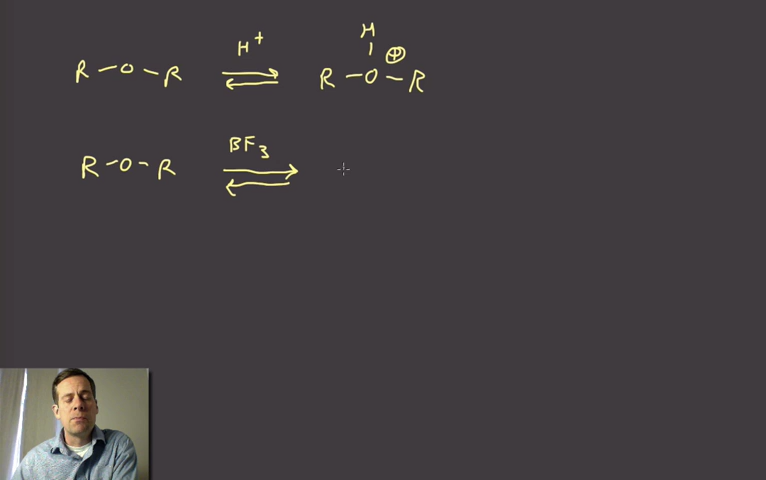 H
H+ ⊕
R-O-R ⇌ R-O-R
BF3
R-O-R ⇌